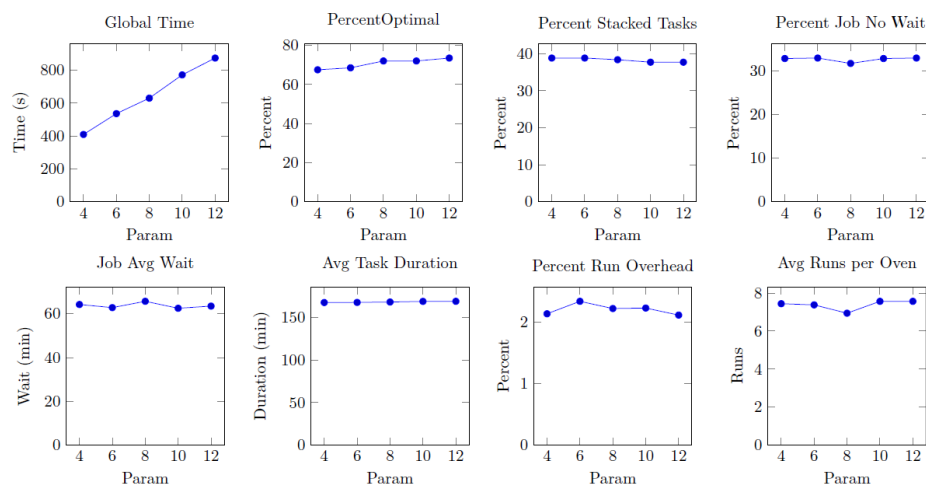 Global Time
Time (s)
800
600
400
200
0
4 6 8 10 12
Param
PercentOptimal
Percent
80
60
40
20
0
4 6 8 10 12
Param
Percent Stacked Tasks
Percent
40
30
20
10
0
4 6 8 10 12
Param
Percent Job No Wait
Percent
30
20
10
0
4 6 8 10 12
Param
Job Avg Wait
Wait (min)
60
40
20
0
4 6 8 10 12
Param
Avg Task Duration
Duration (min)
150
100
50
0
4 6 8 10 12
Param
Percent Run Overhead
Percent
2
1
0
4 6 8 10 12
Param
Avg Runs per Oven
Runs
8
6
4
2
0
4 6 8 10 12
Param